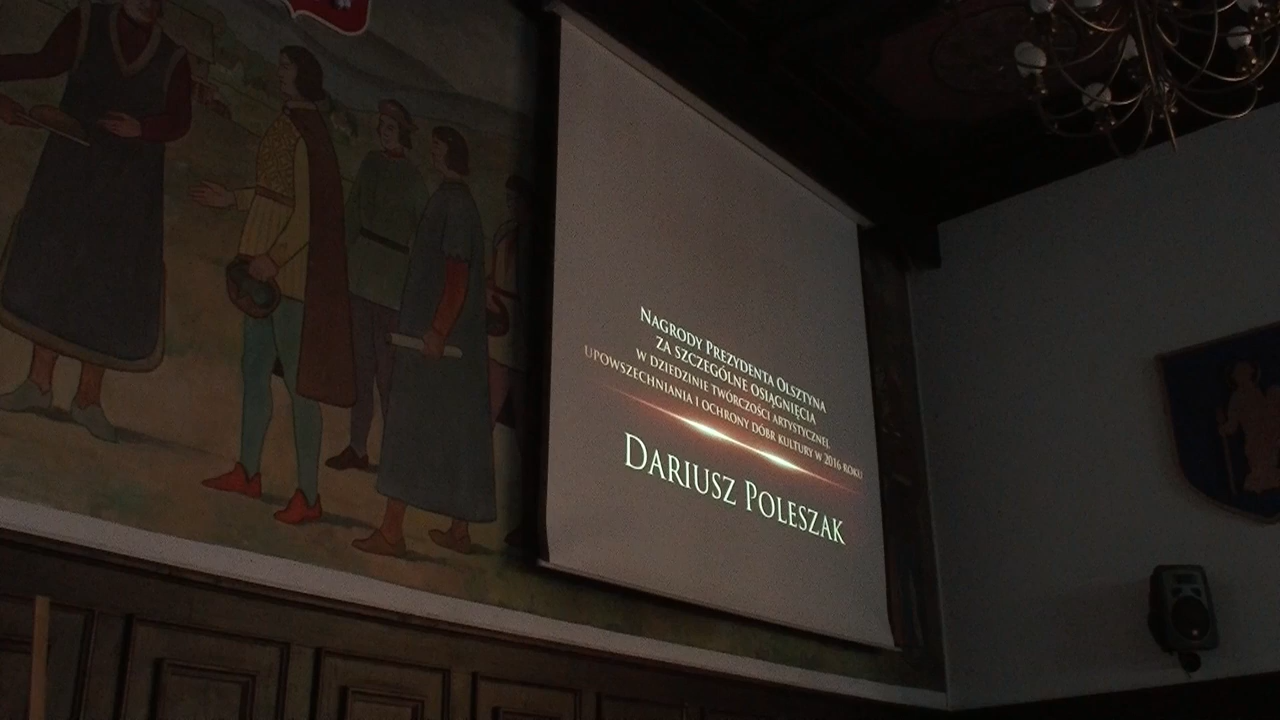 NAGRODY PREZYDENTA OLSZTYNA
ZA SZCZEGÓLNE OSIĄGNIĘCIA
W DZIEDZINIE TWÓRCZOŚCI ARTYSTYCZNEJ,
UPOWSZECHNIANIA I OCHRONY DÓBR KULTURY W 2016 ROKU
DARIUSZ POLESZAK